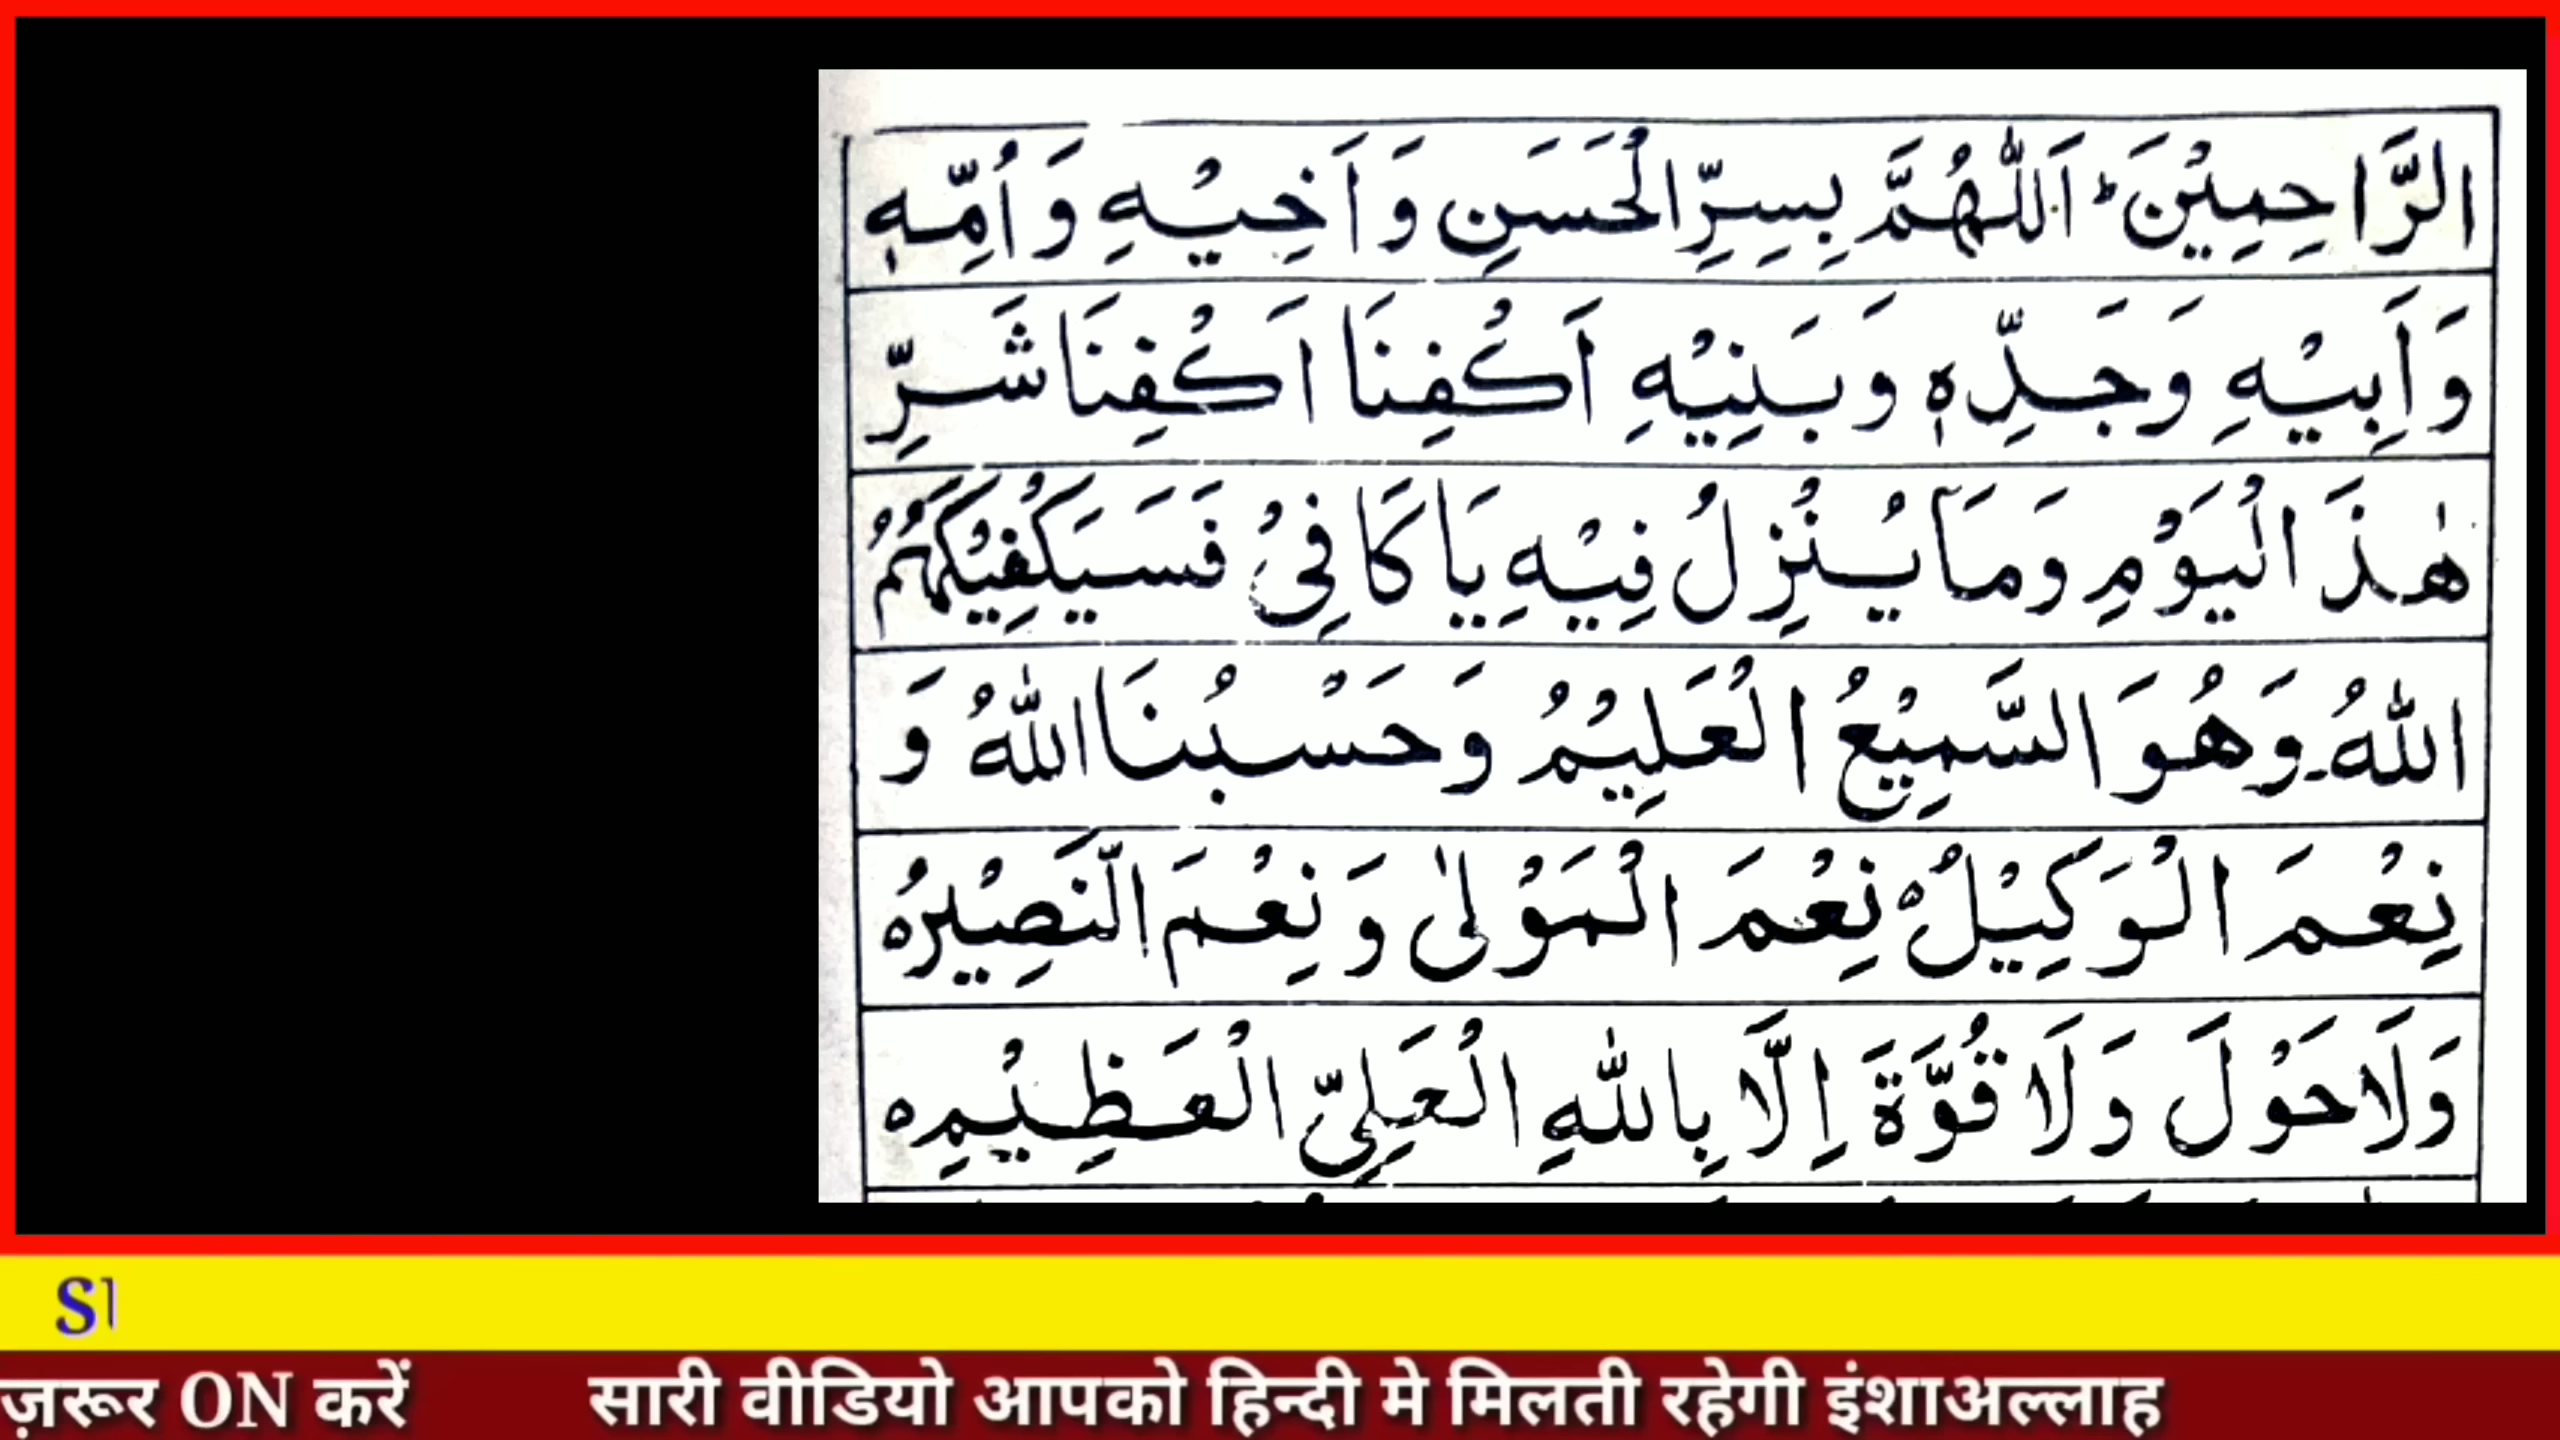 الرَّاحِمِيْنَ ؕ اَللّٰهُمَّ بِسِرِّ الْحَسَنِ وَ اَخِيْهِ وَ اُمِّهٖ
وَ اَبِيْهِ وَ جَدِّهٖ وَ بَنِيْهِ اَكْفِنَا اَكْفِنَا شَرِّ
هٰذَ الْيَوْمِ وَمَا يُنْزِلُ فِيْهِ يَا كَافِيْ فَسَيَكْفِيْكَهُمُ
اللّٰهُ۔ وَهُوَ السَّمِيْعُ الْعَلِيْمُ وَحَسْبُنَا اللّٰهُ وَ
نِعْمَ الْوَكِيْلُ ہ نِعْمَ الْمَوْلٰى وَ نِعْمَ النَّصِيْرُ ہ
وَلَا حَوْلَ وَلَا قُوَّةَ اِلَّا بِاللّٰهِ الْعَلِيِّ الْعَظِيْمِ ہ
ज़रूर ON करें सारी वीडियो आपको हिन्दी मे मिलती रहेगी इंशाअल्लाह